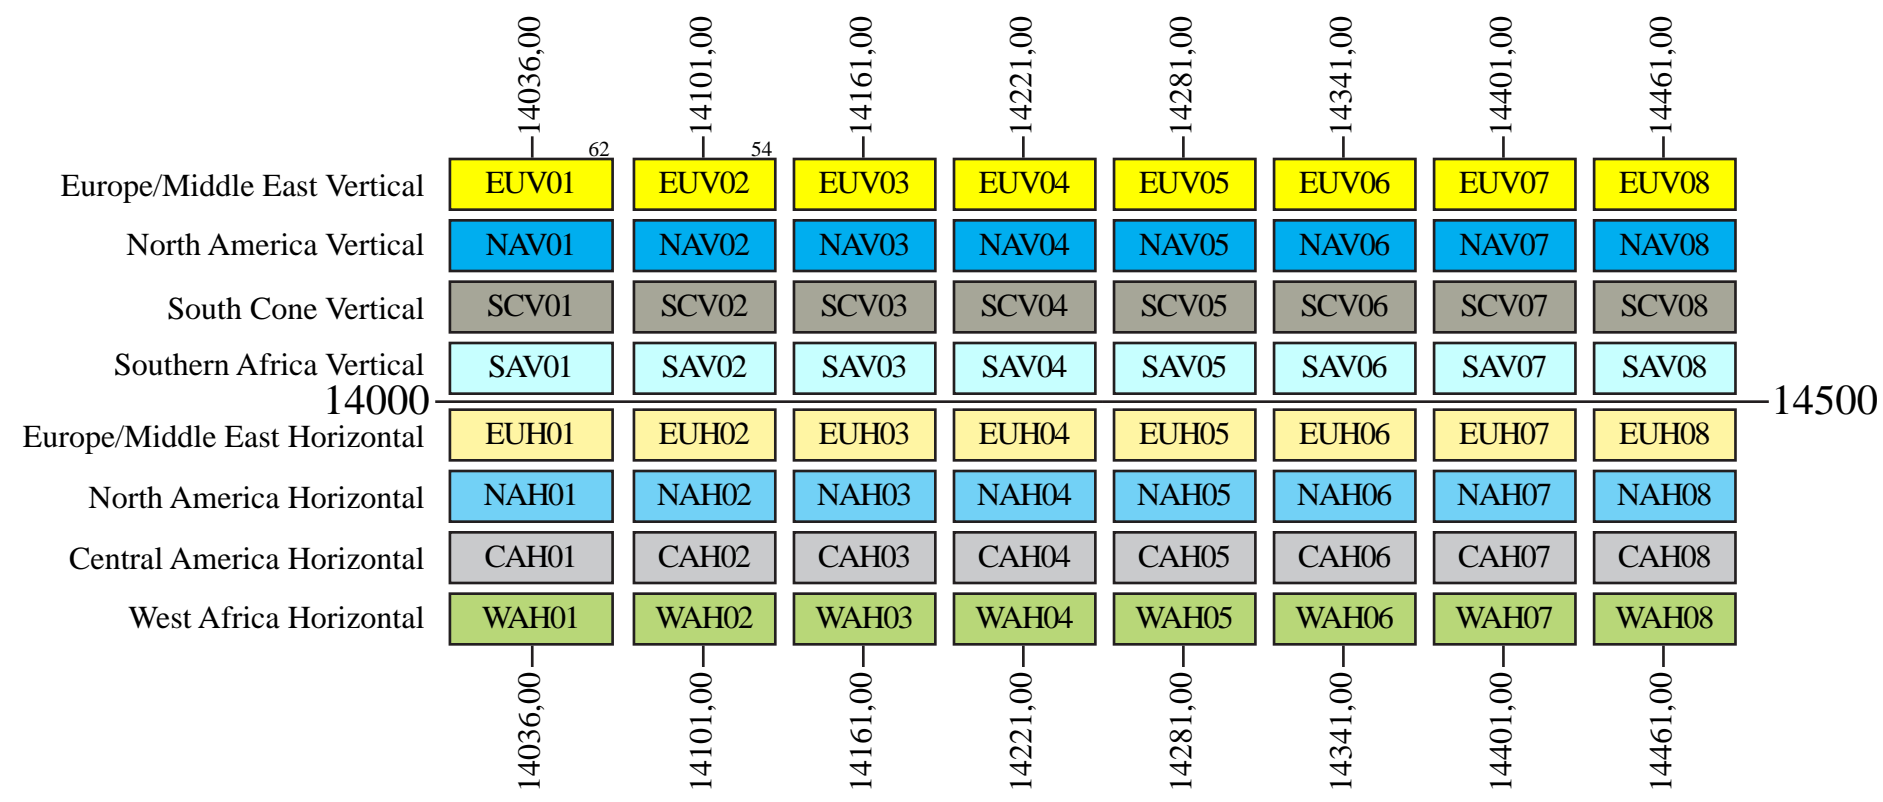 14036,00 14101,00 14161,00 14221,00 14281,00 14341,00 14401,00 14461,00
62 54
Europe/Middle East Vertical EUV01 EUV02 EUV03 EUV04 EUV05 EUV06 EUV07 EUV08
North America Vertical NAV01 NAV02 NAV03 NAV04 NAV05 NAV06 NAV07 NAV08
South Cone Vertical SCV01 SCV02 SCV03 SCV04 SCV05 SCV06 SCV07 SCV08
Southern Africa Vertical SAV01 SAV02 SAV03 SAV04 SAV05 SAV06 SAV07 SAV08
14000 14500
Europe/Middle East Horizontal EUH01 EUH02 EUH03 EUH04 EUH05 EUH06 EUH07 EUH08
North America Horizontal NAH01 NAH02 NAH03 NAH04 NAH05 NAH06 NAH07 NAH08
Central America Horizontal CAH01 CAH02 CAH03 CAH04 CAH05 CAH06 CAH07 CAH08
West Africa Horizontal WAH01 WAH02 WAH03 WAH04 WAH05 WAH06 WAH07 WAH08
14036,00 14101,00 14161,00 14221,00 14281,00 14341,00 14401,00 14461,00